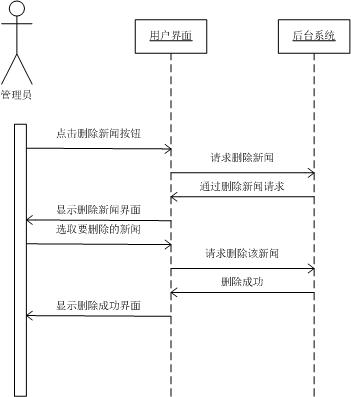 用户界面
后台系统
管理员
点击删除新闻按钮
请求删除新闻
通过删除新闻请求
显示删除新闻界面
选取要删除的新闻
请求删除该新闻
删除成功
显示删除成功界面